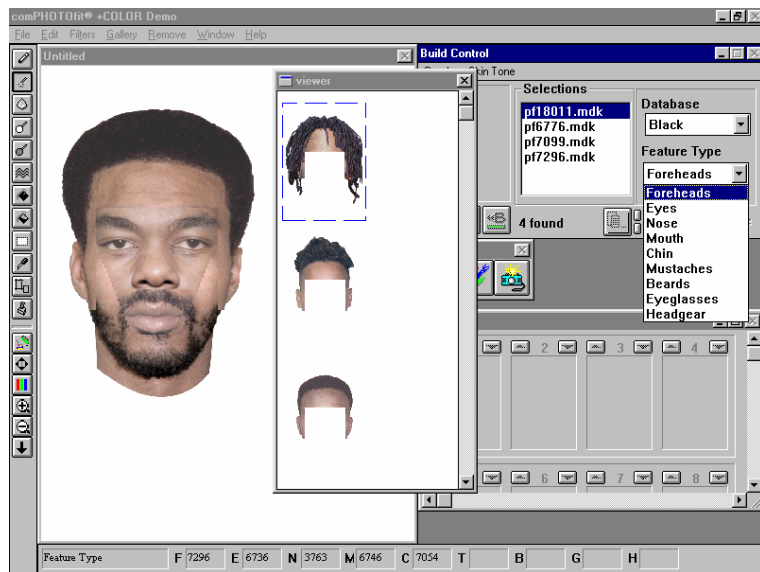 comPHOTOfit® +COLOR Demo
File Edit Filters Gallery Remove Window Help
Untitled
viewer
Build Control
Skin Tone
Selections
pf18011.mdk
pf6776.mdk
pf7099.mdk
pf7296.mdk
Database
Black
Feature Type
Foreheads
Foreheads
Eyes
Nose
Mouth
Chin
Mustaches
Beards
Eyeglasses
Headgear
B
4 found
2 3 4
6 7 8
Feature Type F 7296 E 6736 N 3763 M 6746 C 7054 T B G H